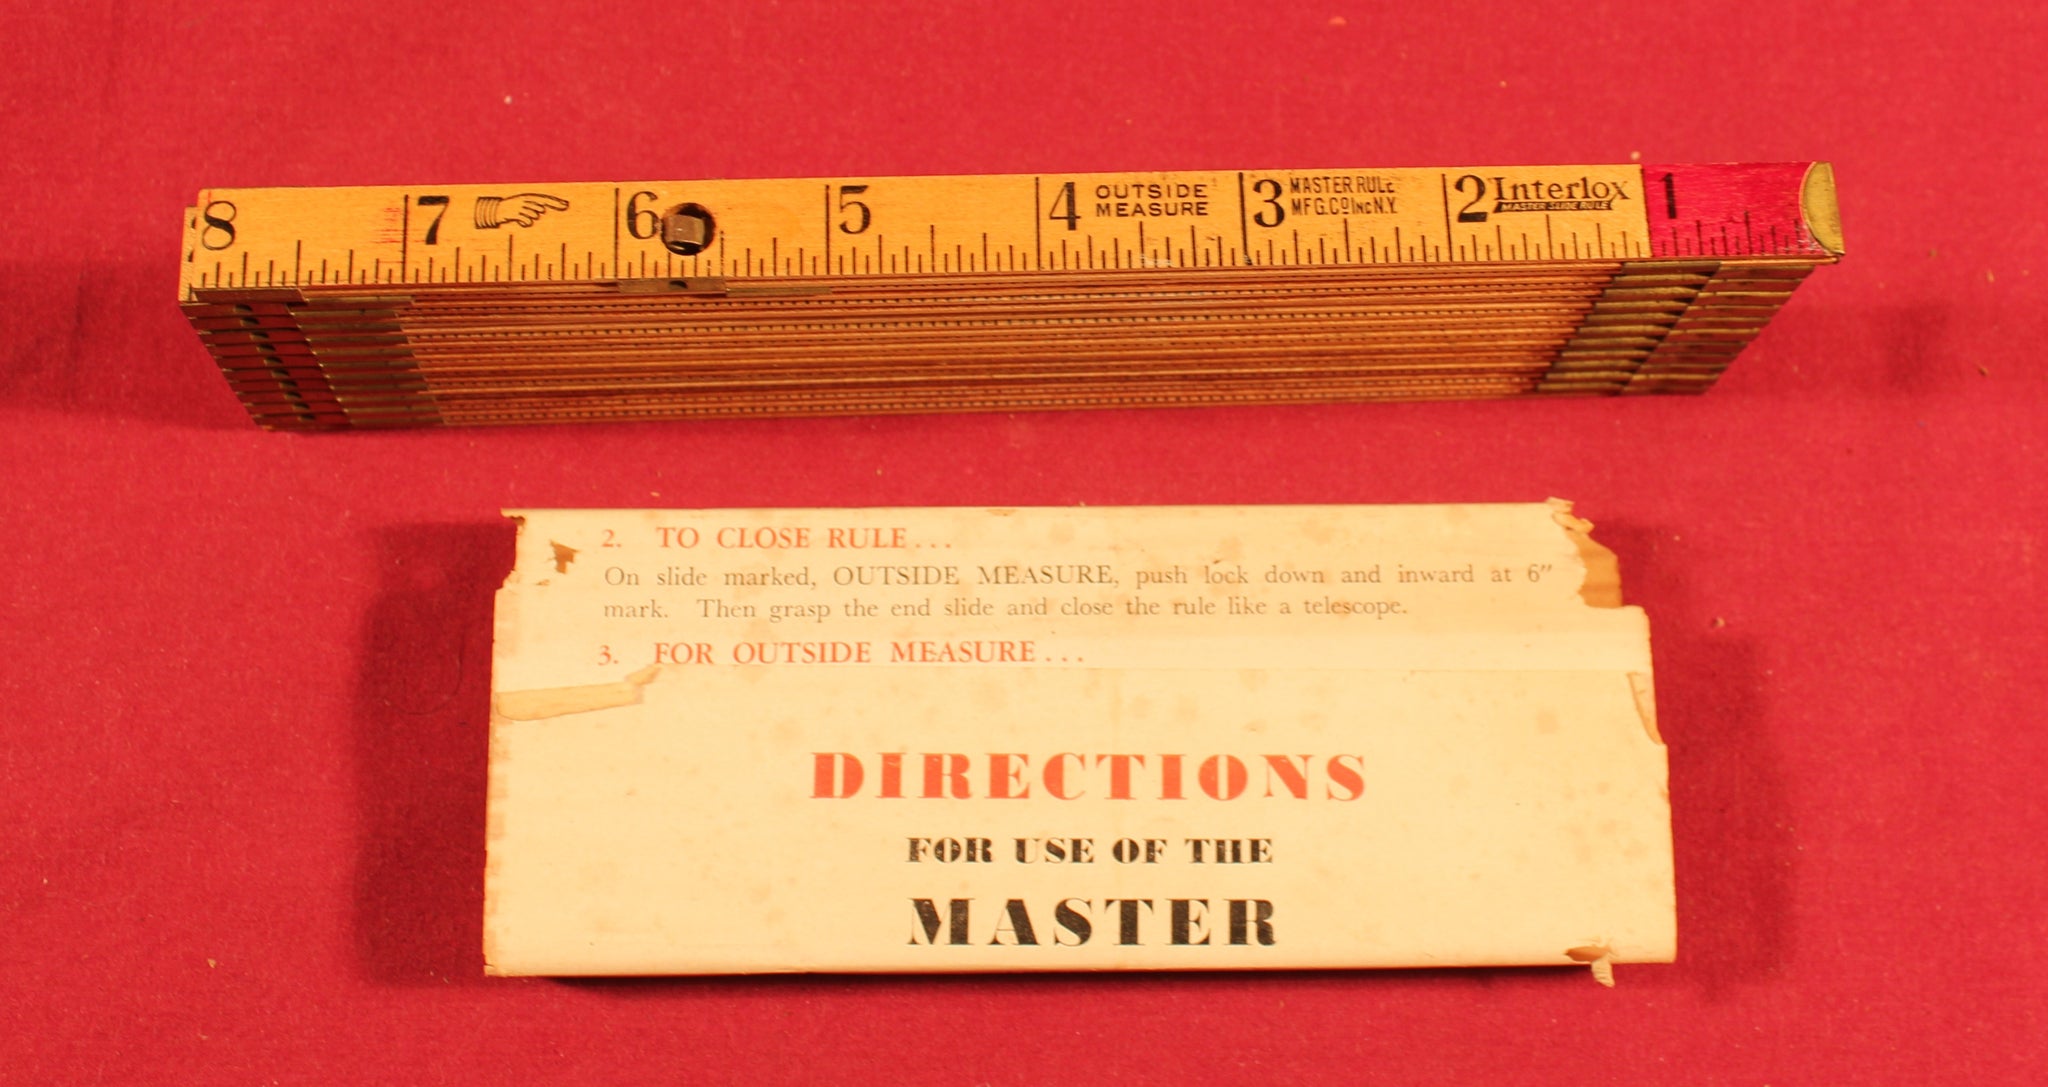 8 7 6 5 4 OUTSIDE MEASURE 3 MASTER RULE MFG. CO INC N.Y. 2 Interlox MASTER SLIDE RULE 1
2. TO CLOSE RULE...
On slide marked, OUTSIDE MEASURE, push lock down and inward at 6"
mark. Then grasp the end slide and close the rule like a telescope.
3. FOR OUTSIDE MEASURE...
DIRECTIONS
FOR USE OF THE
MASTER